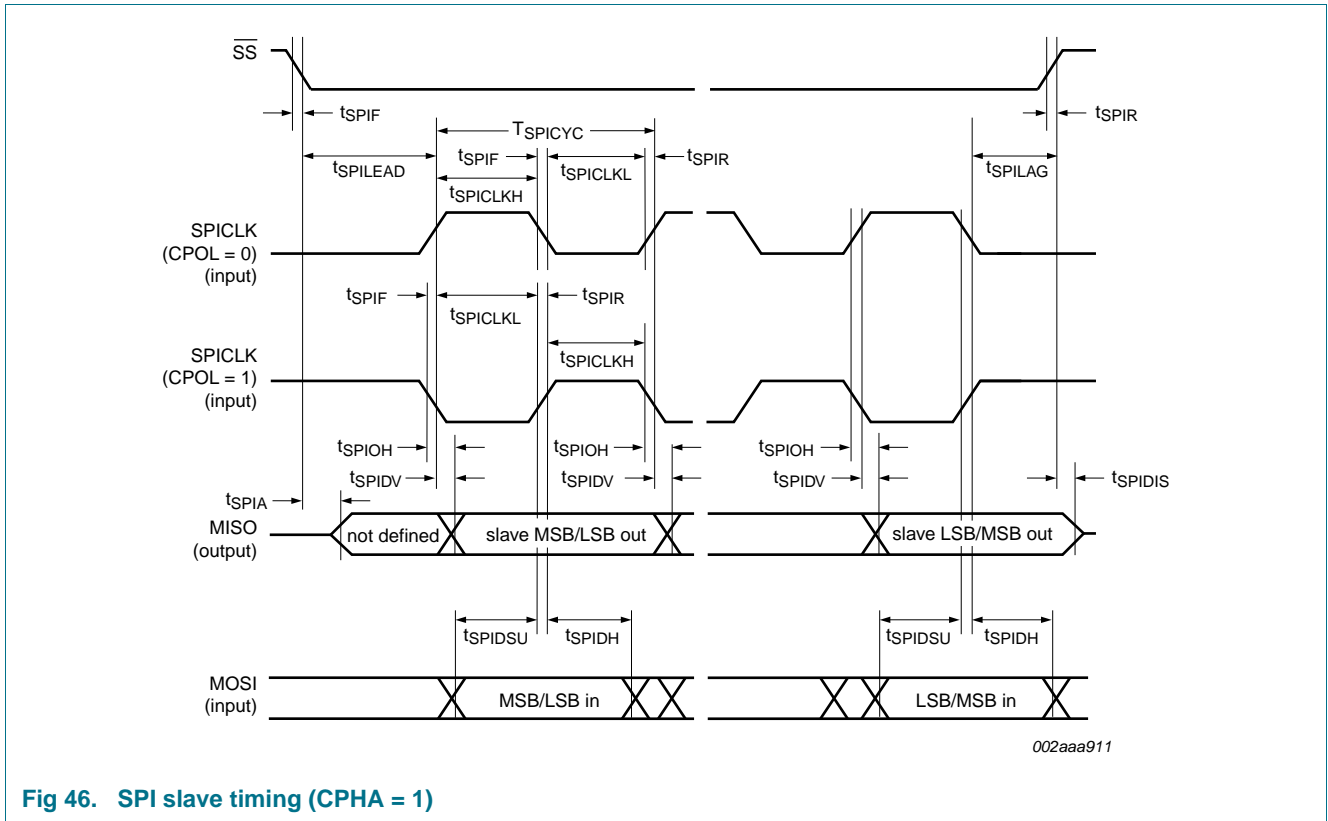 SS
tSPIF
tSPIR
TSPICYC
tSPIF
tSPICLKL
tSPIR
tSPILEAD
tSPILAG
tSPICLKH
SPICLK
(CPOL = 0)
(input)
tSPIF
tSPIR
tSPICLKL
SPICLK
(CPOL = 1)
(input)
tSPICLKH
tSPIOH
tSPIOH
tSPIOH
tSPIDV
tSPIDV
tSPIDV
tSPIDIS
tSPIA
MISO
(output)
not defined
slave MSB/LSB out
slave LSB/MSB out
tSPIDSU
tSPIDH
tSPIDSU
tSPIDH
MOSI
(input)
MSB/LSB in
LSB/MSB in
002aaa911
Fig 46. SPI slave timing (CPHA = 1)